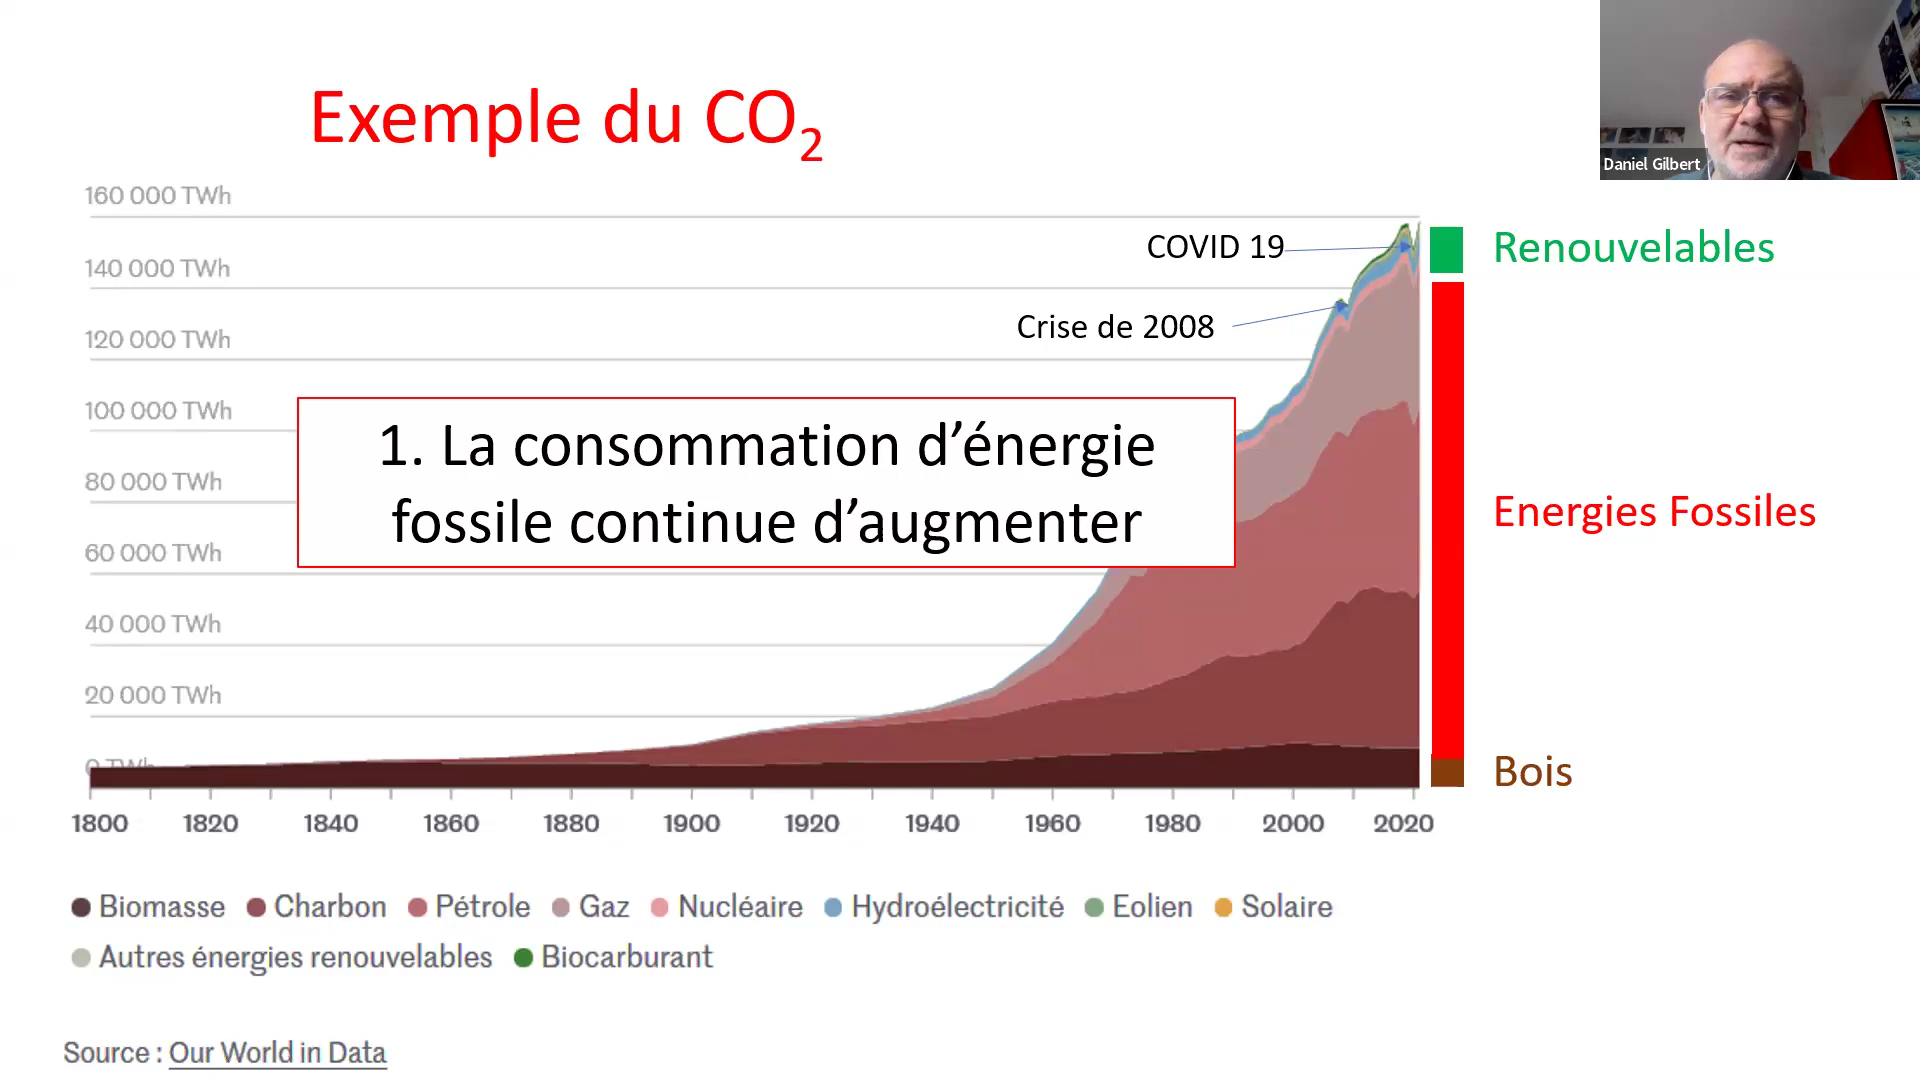 Exemple du CO2
Daniel Gilbert
160 000 TWh
COVID 19
Renouvelables
140 000 TWh
Crise de 2008
120 000 TWh
100 000 TWh
1. La consommation d’énergie
fossile continue d’augmenter
80 000 TWh
Energies Fossiles
60 000 TWh
40 000 TWh
20 000 TWh
0 TWh
Bois
1800 1820 1840 1860 1880 1900 1920 1940 1960 1980 2000 2020
Biomasse Charbon Pétrole Gaz Nucléaire Hydroélectricité Eolien Solaire
Autres énergies renouvelables Biocarburant
Source : Our World in Data